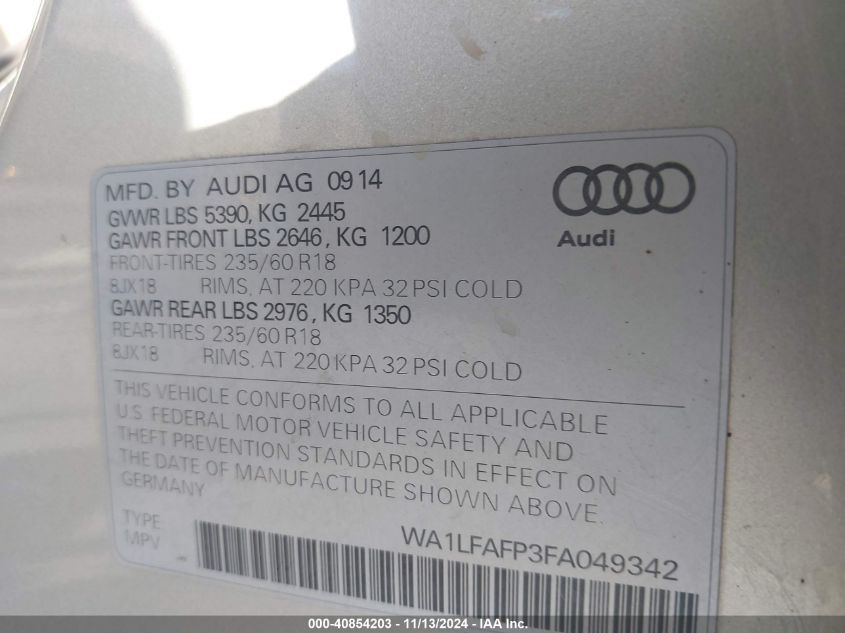 MFD. BY AUDI AG 09 14
GVWR LBS 5390, KG 2445
GAWR FRONT LBS 2646, KG 1200
FRONT-TIRES 235/60 R18
8JX18 RIMS, AT 220 KPA 32 PSI COLD
GAWR REAR LBS 2976, KG 1350
REAR-TIRES 235/60 R18
8JX18 RIMS, AT 220 KPA 32 PSI COLD
Audi
THIS VEHICLE CONFORMS TO ALL APPLICABLE
U.S. FEDERAL MOTOR VEHICLE SAFETY AND
THEFT PREVENTION STANDARDS IN EFFECT ON
THE DATE OF MANUFACTURE SHOWN ABOVE.
GERMANY
TYPE:
MPV
WA1LFAFP3FA049342
000-40854203 - 11/13/2024 - IAA Inc.